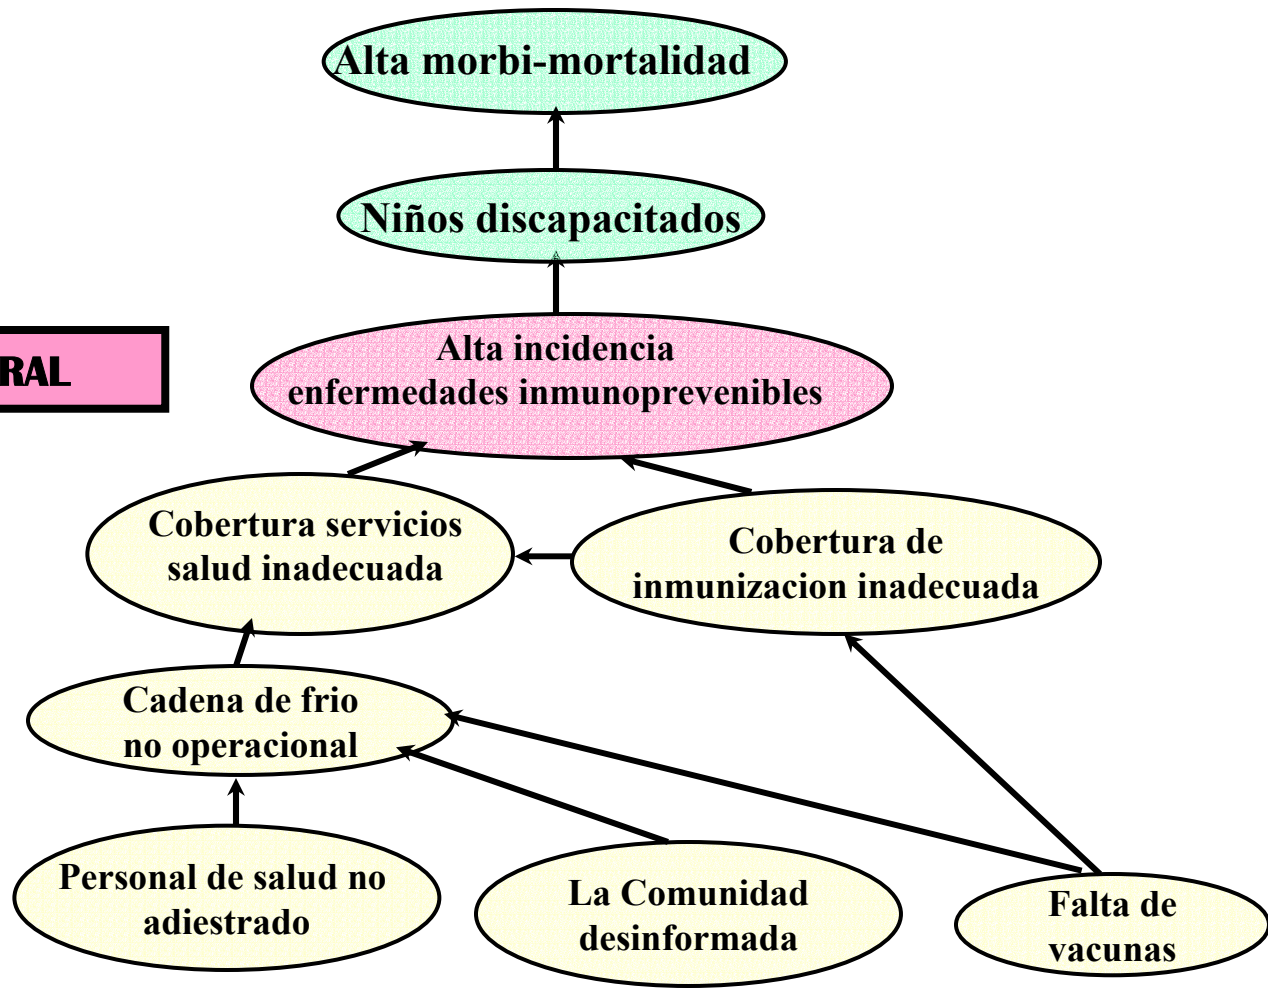 Alta morbi-mortalidad
Niños discapacitados
Alta incidencia
enfermedades inmunoprevenibles
RAL
Cobertura servicios
salud inadecuada
Cobertura de
inmunizacion inadecuada
Cadena de frio
no operacional
Personal de salud no
adiestrado
La Comunidad
desinformada
Falta de
vacunas